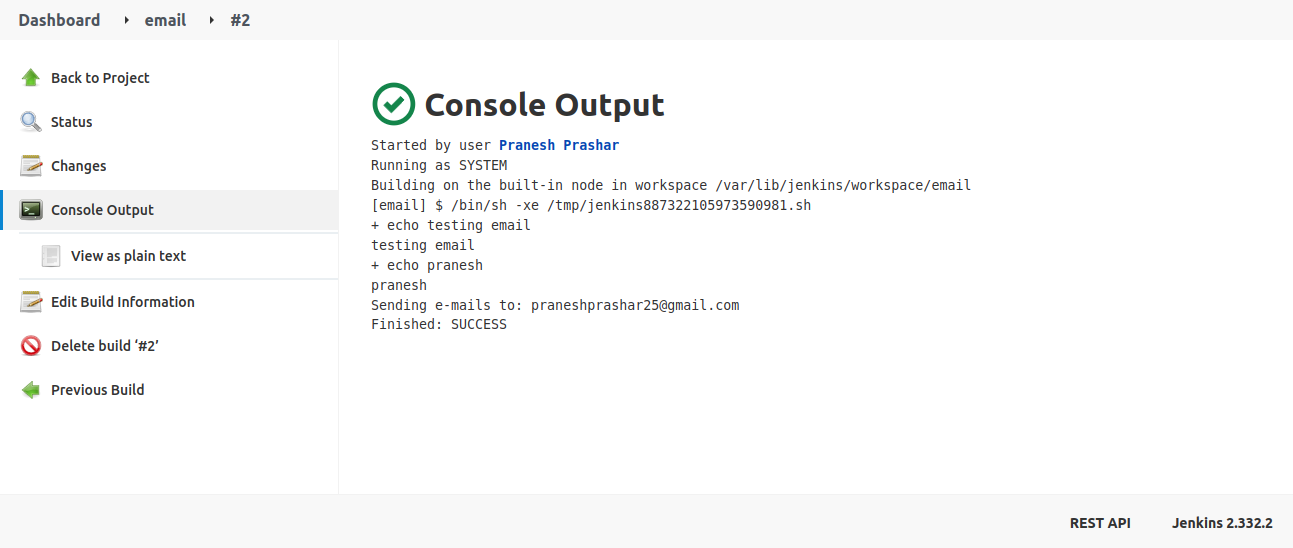 Dashboard email #2
Back to Project
Status
Changes
Console Output
View as plain text
Edit Build Information
Delete build ‘#2’
Previous Build
Console Output
Started by user Pranesh Prashar
Running as SYSTEM
Building on the built-in node in workspace /var/lib/jenkins/workspace/email
[email] $ /bin/sh -xe /tmp/jenkins887322105973590981.sh
+ echo testing email
testing email
+ echo pranesh
pranesh
Sending e-mails to: praneshprashar25@gmail.com
Finished: SUCCESS
REST API Jenkins 2.332.2